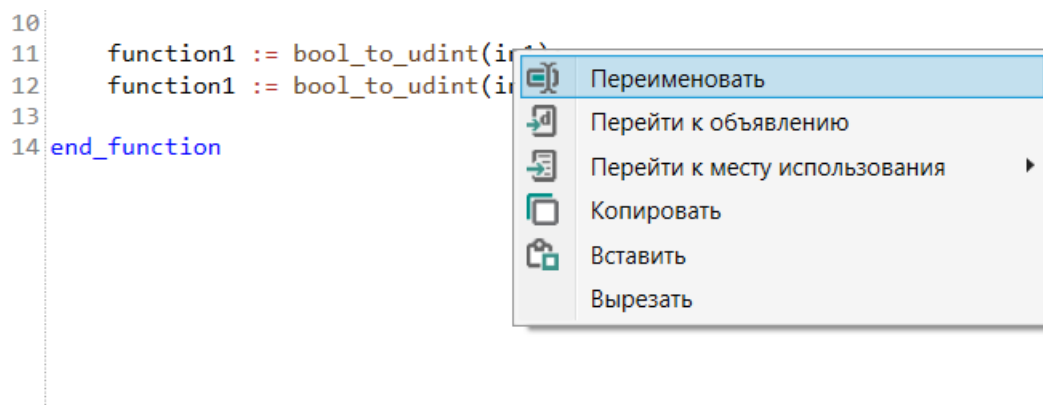 10
11 function1 := bool_to_udint(in1)
12 function1 := bool_to_udint(
13
14 end_function
Переименовать
Перейти к объявлению
Перейти к месту использования
Копировать
Вставить
Вырезать